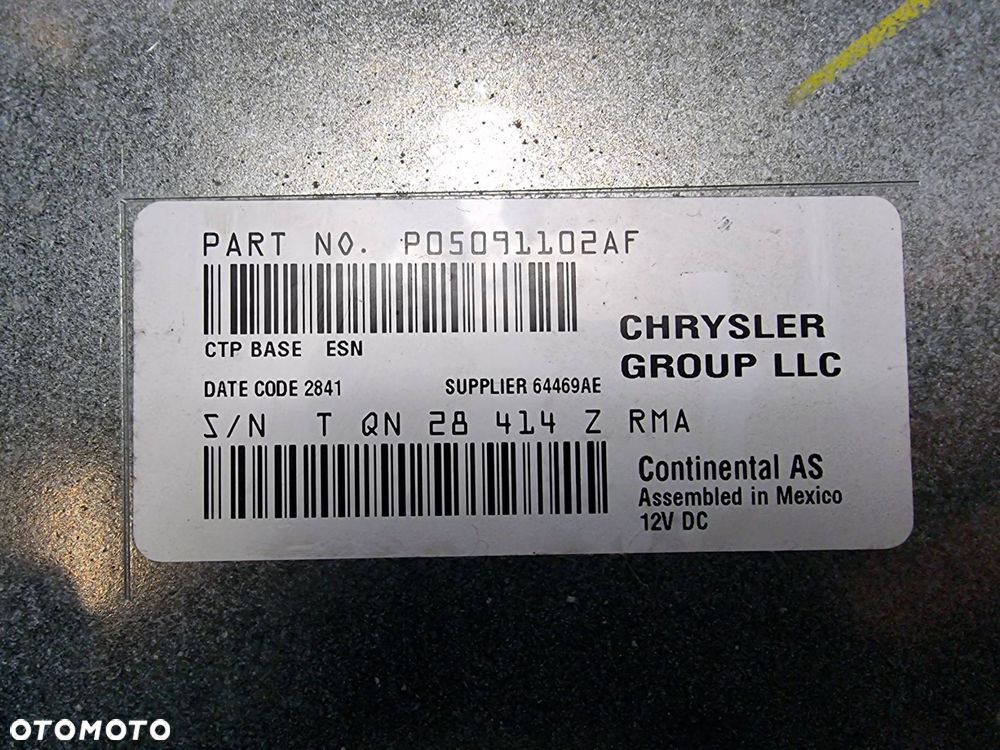 PART NO. P05091102AF
CTP BASE ESN
DATE CODE 2841 SUPPLIER 64469AE
CHRYSLER
GROUP LLC
S/N T QN 28 414 Z RMA
Continental AS
Assembled in Mexico
12V DC
OTOMOTO